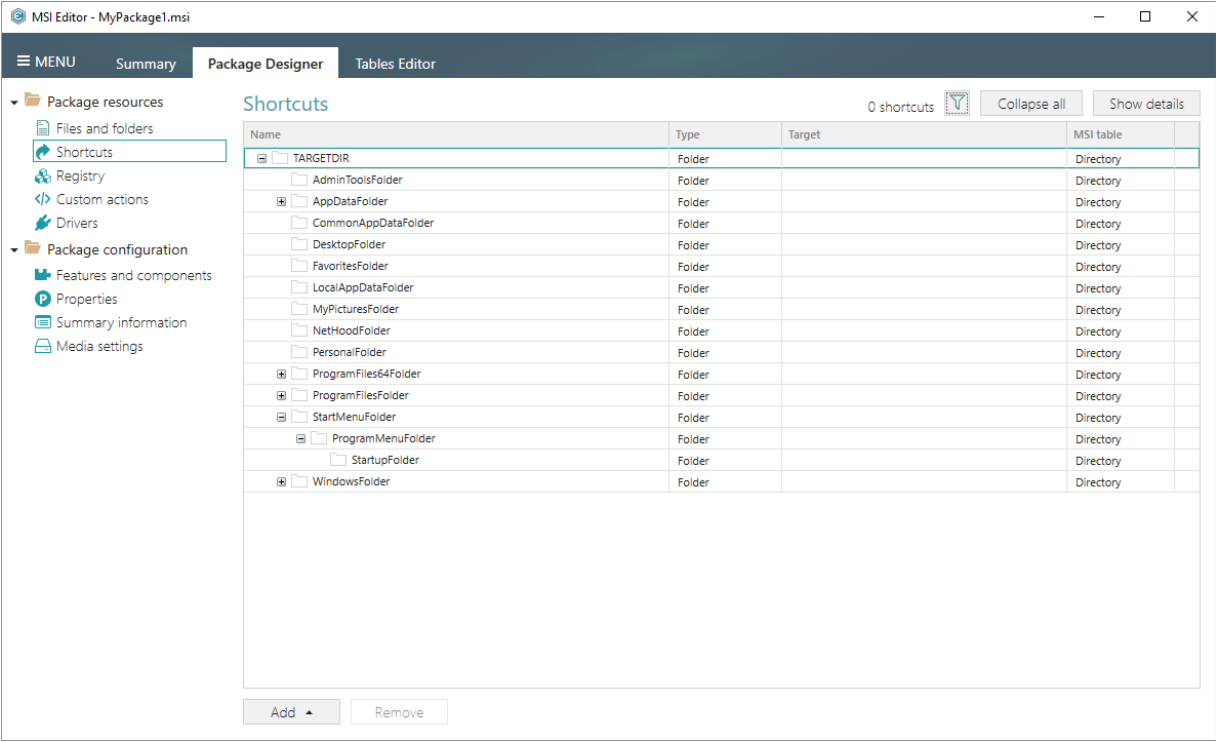 MSI Editor - MyPackage1.msi
MENU Summary Package Designer Tables Editor
Package resources
Files and folders
Shortcuts
Registry
Custom actions
Drivers
Package configuration
Features and components
Properties
Summary information
Media settings
Shortcuts 0 shortcuts Collapse all Show details
Name Type Target MSI table
TARGETDIR Folder Directory
AdminToolsFolder Folder Directory
AppDataFolder Folder Directory
CommonAppDataFolder Folder Directory
DesktopFolder Folder Directory
FavoritesFolder Folder Directory
LocalAppDataFolder Folder Directory
MyPicturesFolder Folder Directory
NetHoodFolder Folder Directory
PersonalFolder Folder Directory
ProgramFiles64Folder Folder Directory
ProgramFilesFolder Folder Directory
StartMenuFolder Folder Directory
ProgramMenuFolder Folder Directory
StartupFolder Folder Directory
WindowsFolder Folder Directory
Add Remove